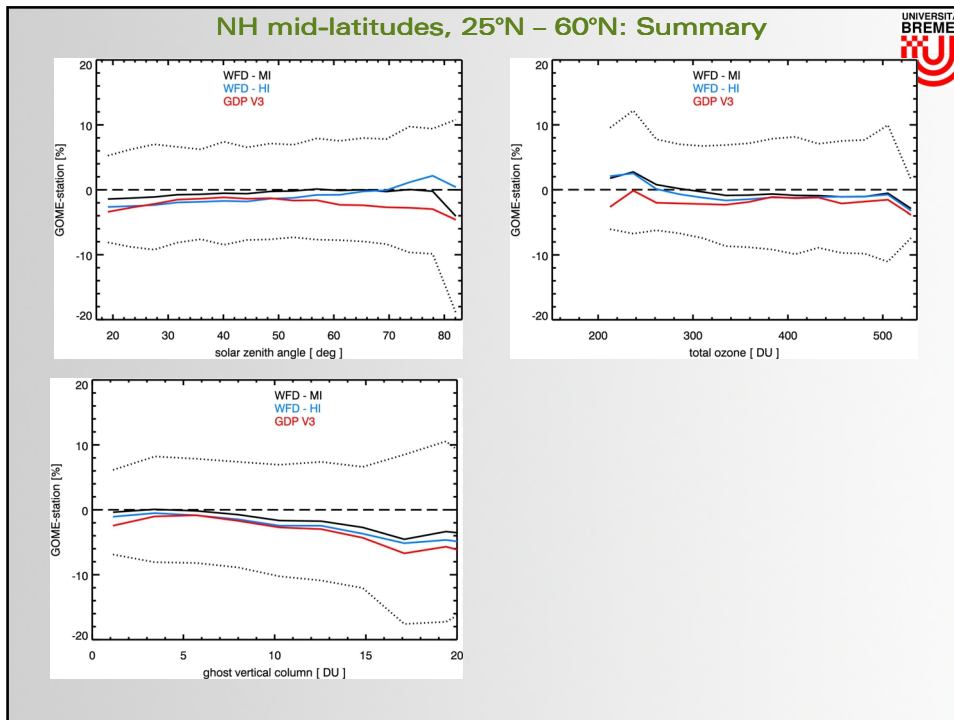 NH mid-latitudes, 25°N – 60°N: Summary
BREMEN
20
10
0
-10
-20
GOME-station [%]
WFD - MI
WFD - HI
GDP V3
20 30 40 50 60 70 80
solar zenith angle [ deg ]
20
10
0
-10
-20
GOME-station [%]
WFD - MI
WFD - HI
GDP V3
200 300 400 500
total ozone [ DU ]
20
10
0
-10
-20
GOME-station [%]
WFD - MI
WFD - HI
GDP V3
0 5 10 15 20
ghost vertical column [ DU ]